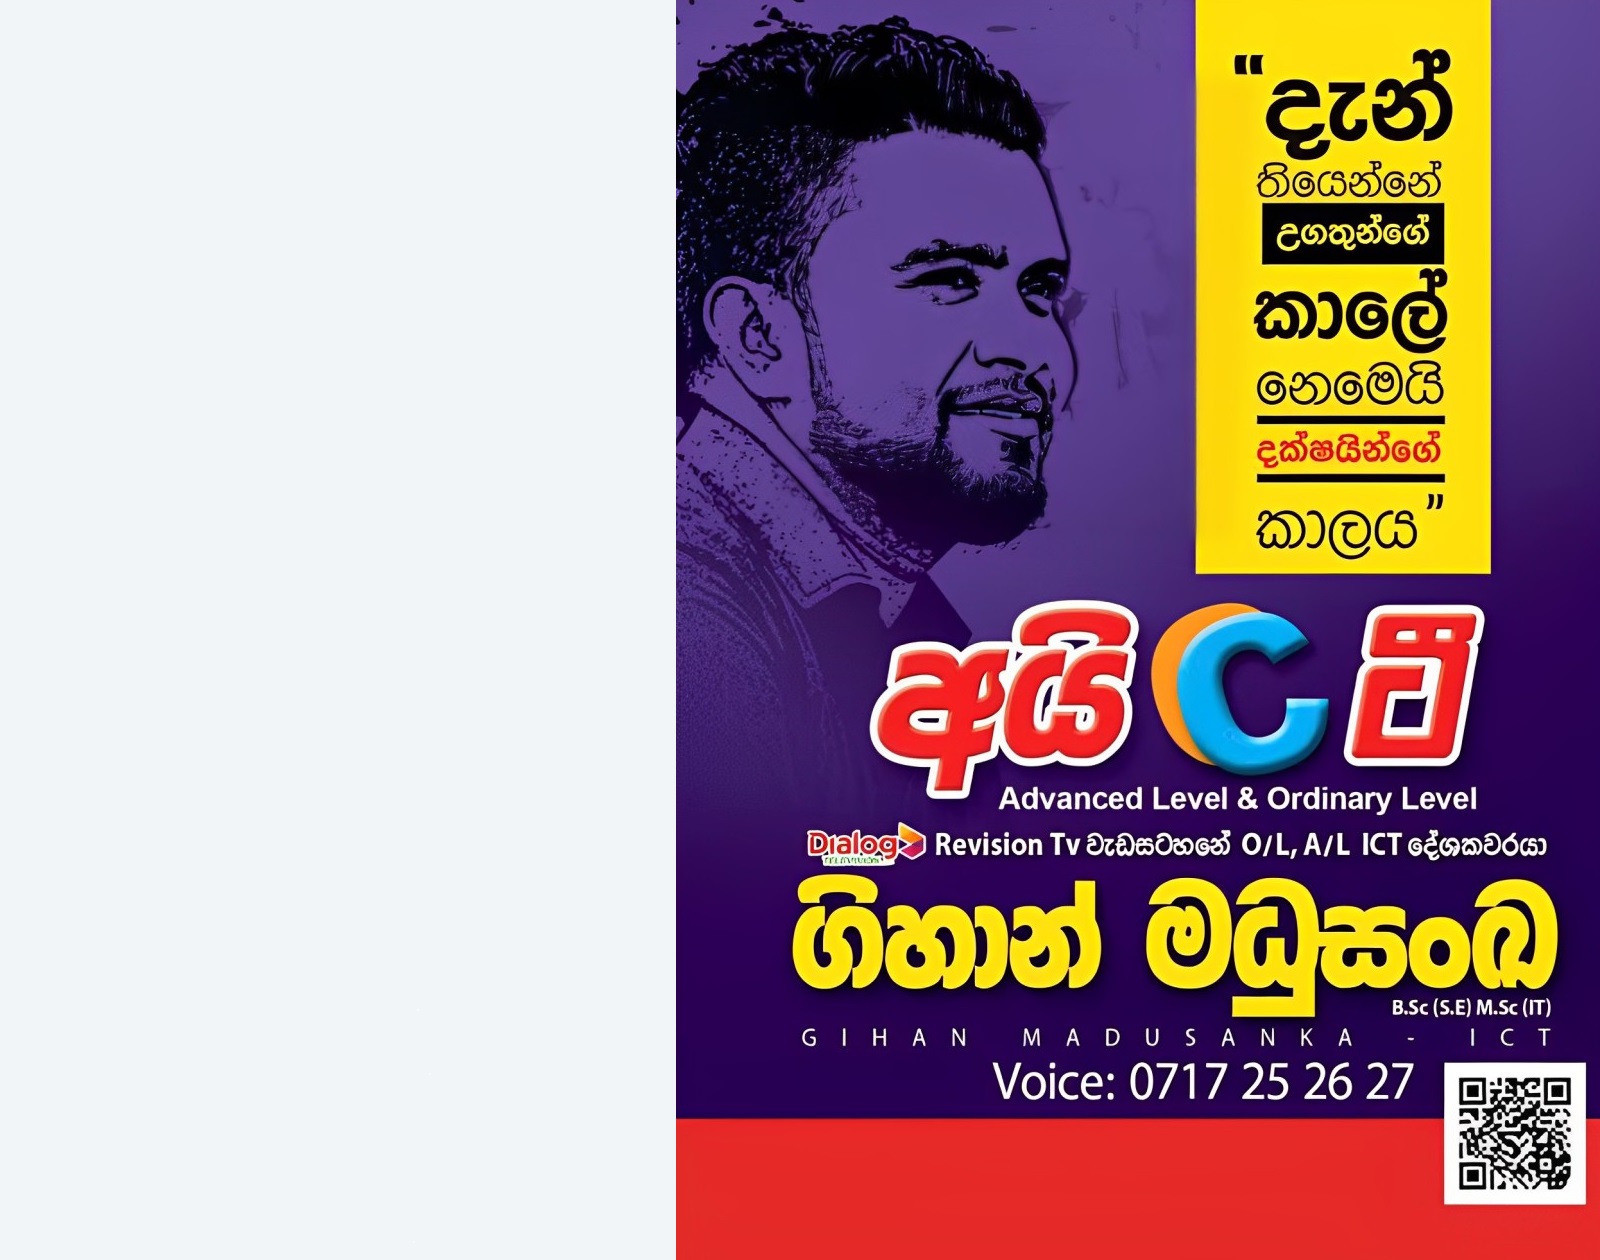 “දැන්
තියෙන්නේ
උගතුන්ගේ
කාලේ
නෙමෙයි
දක්ෂයින්ගේ
කාලය”
අයි C ටී
Advanced Level & Ordinary Level
Dialog TELEVISION Revision Tv වැඩසටහනේ O/L, A/L ICT දේශකවරයා
ගිහාන් මධුසංඛ
B.Sc (S.E) M.Sc (IT)
GIHAN MADUSANKA - ICT
Voice: 0717 25 26 27